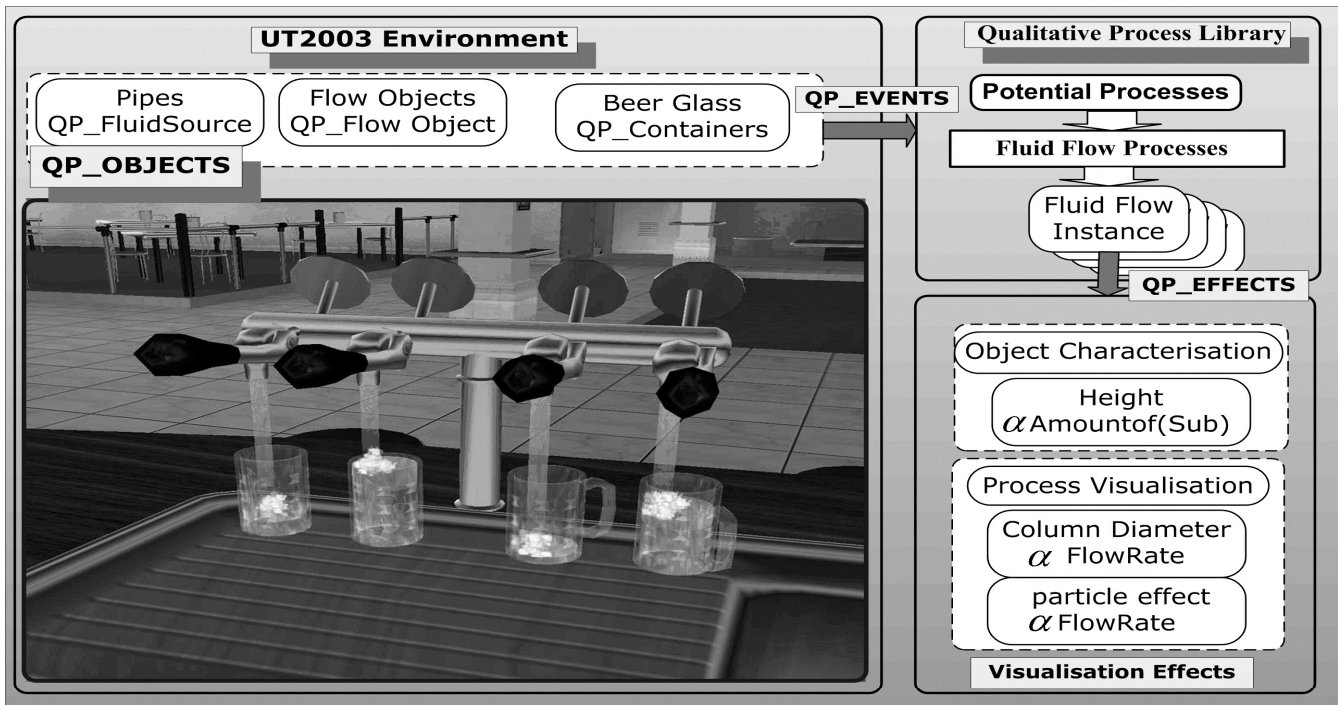 UT2003 Environment
Pipes
QP_FluidSource
Flow Objects
QP_Flow Object
Beer Glass
QP_Containers
QP_OBJECTS
QP_EVENTS
Qualitative Process Library
Potential Processes
Fluid Flow Processes
Fluid Flow
Instance
QP_EFFECTS
Object Characterisation
Height
αAmountof(Sub)
Process Visualisation
Column Diameter
α FlowRate
particle effect
αFlowRate
Visualisation Effects